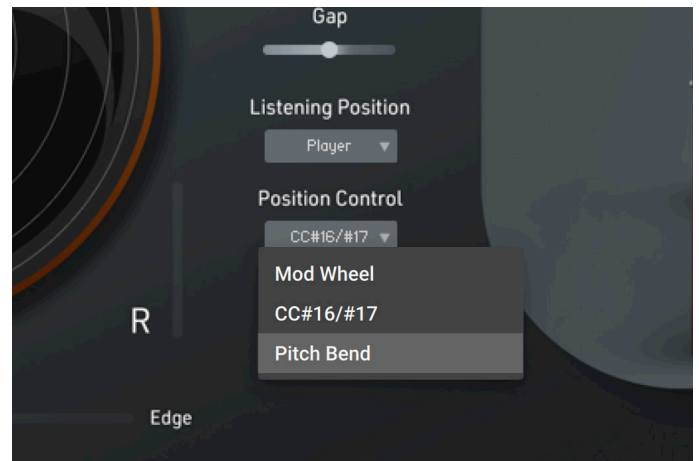 Gap
Listening Position
Player
Position Control
CC#16/#17
Mod Wheel
CC#16/#17
Pitch Bend
R
Edge